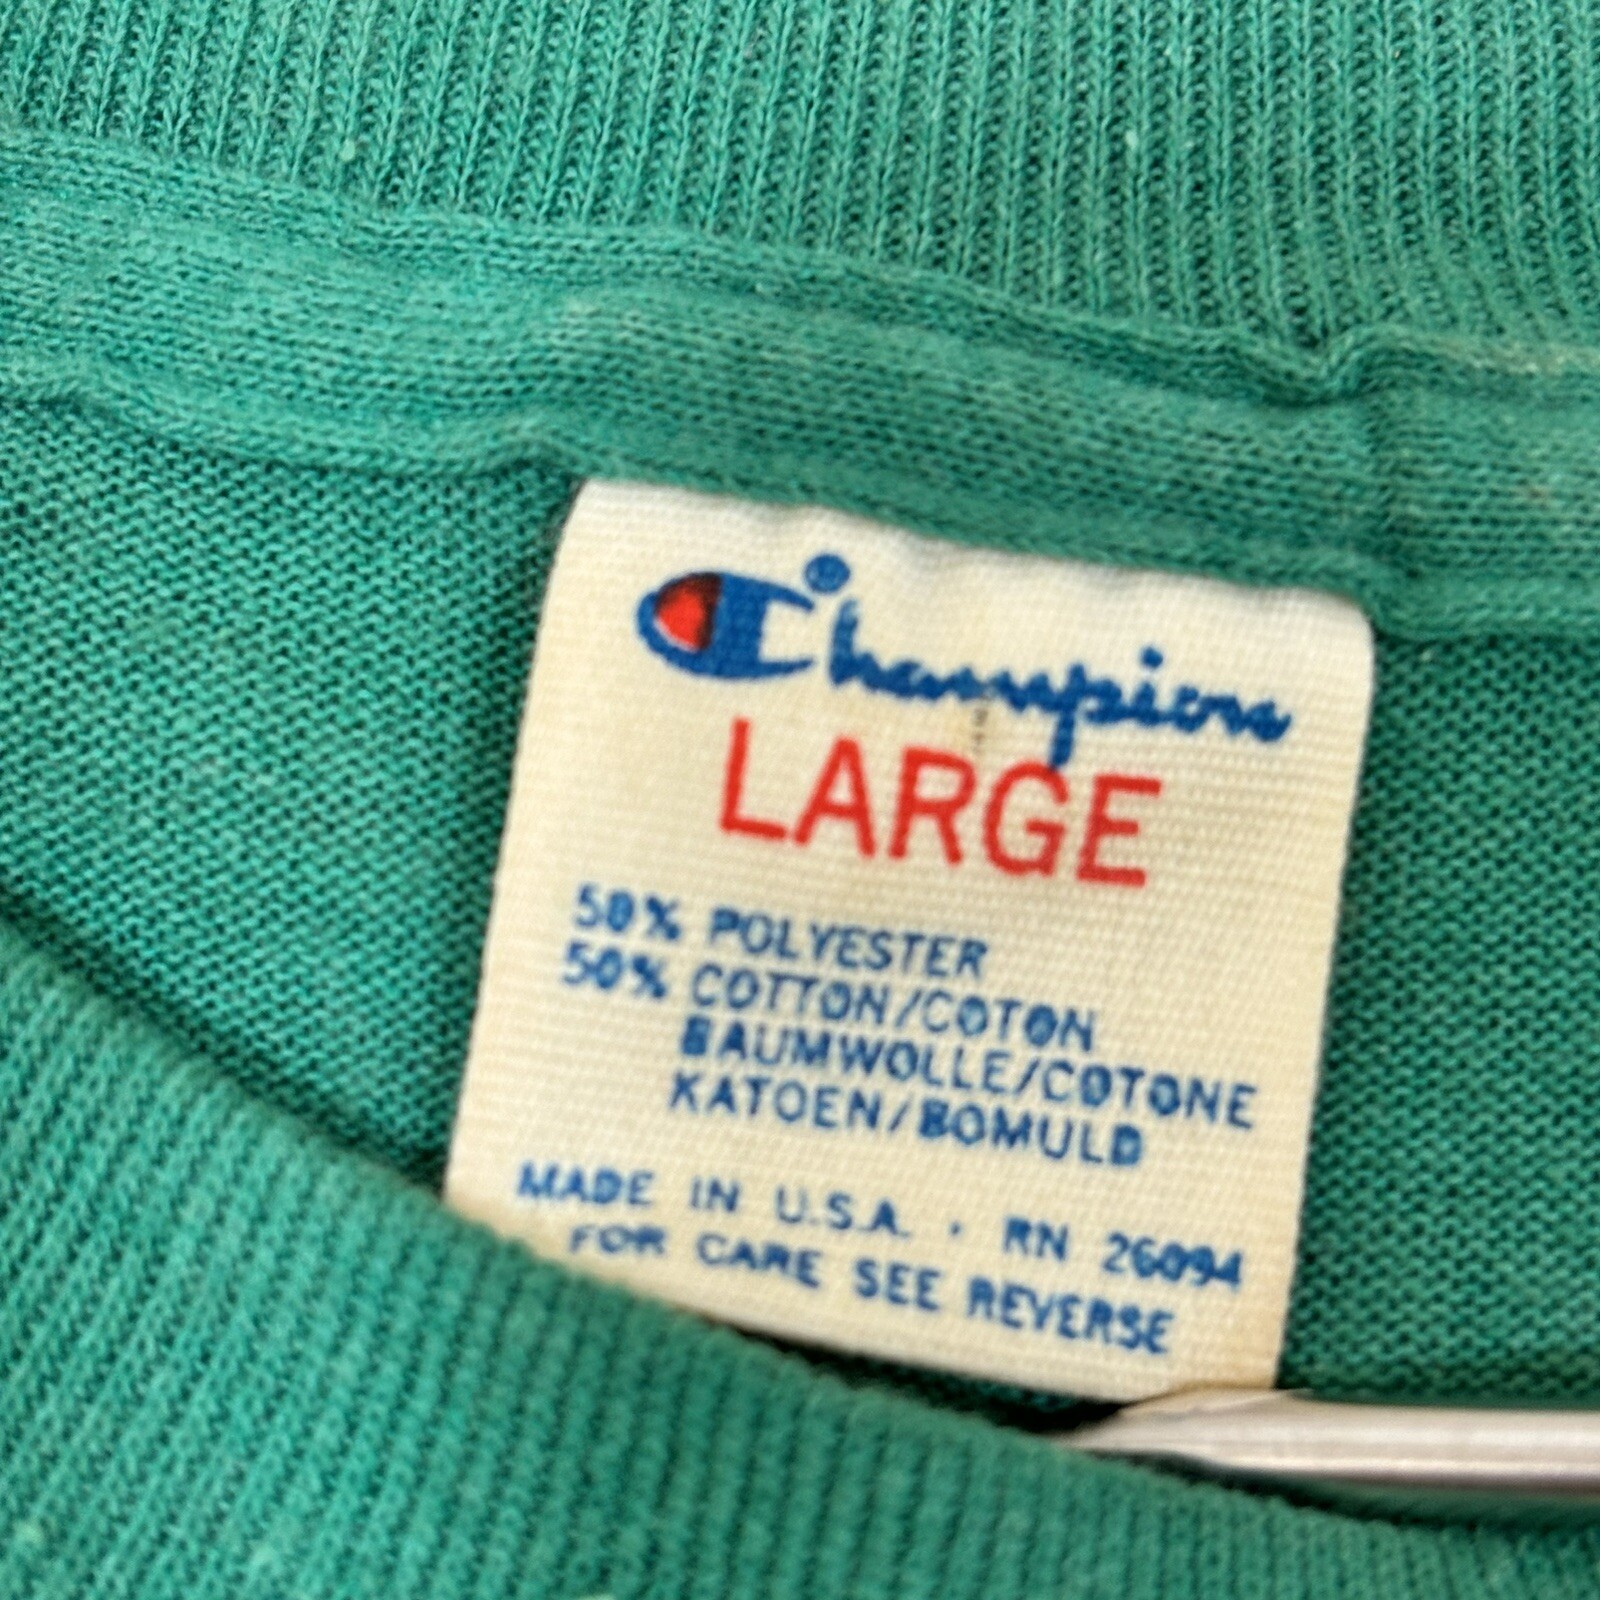 Champion®
LARGE
50% POLYESTER
50% COTTON/COTON
BAUMWOLLE/COTONE
KATOEN/BOMULD
MADE IN U.S.A. · RN 26094
FOR CARE SEE REVERSE